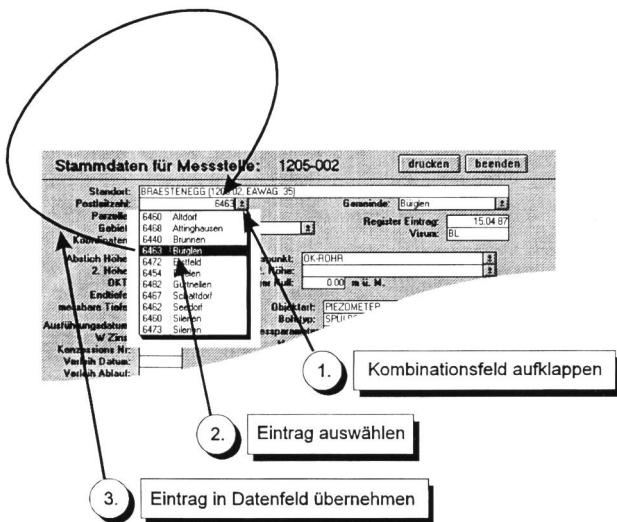 Stammdaten für Messstelle: 1205-002 drucken beenden
Standort: BRAESTENEGG (1205/02, EAWAG 35)
Postleitzahl: 6463 Gemeinde: Bürglen
Parzelle 6460 Altdorf Register Eintrag: 15.04.87
Gebiet 6468 Attinghausen Visum: BL
Koordinaten 6440 Brunnen
6463 Bürglen
Abstich Höhe 6472 Erstfeld OK-ROHR
2. Höhe 6454 Höhe:
OKT 6482 Gurtnellen 0.00 m ü. M.
Endtiefe 6467 Schattdorf
messbare Tiefe 6462 Seedorf Objektart: PIEZOMETER
Ausführungsdatum 6460 Silenen Bohrtyp:
W Zins 6473 Silenen
Konzessions Nr:
Verleih Datum:
Verleih Ablauf:
1. Kombinationsfeld aufklappen
2. Eintrag auswählen
3. Eintrag in Datenfeld übernehmen